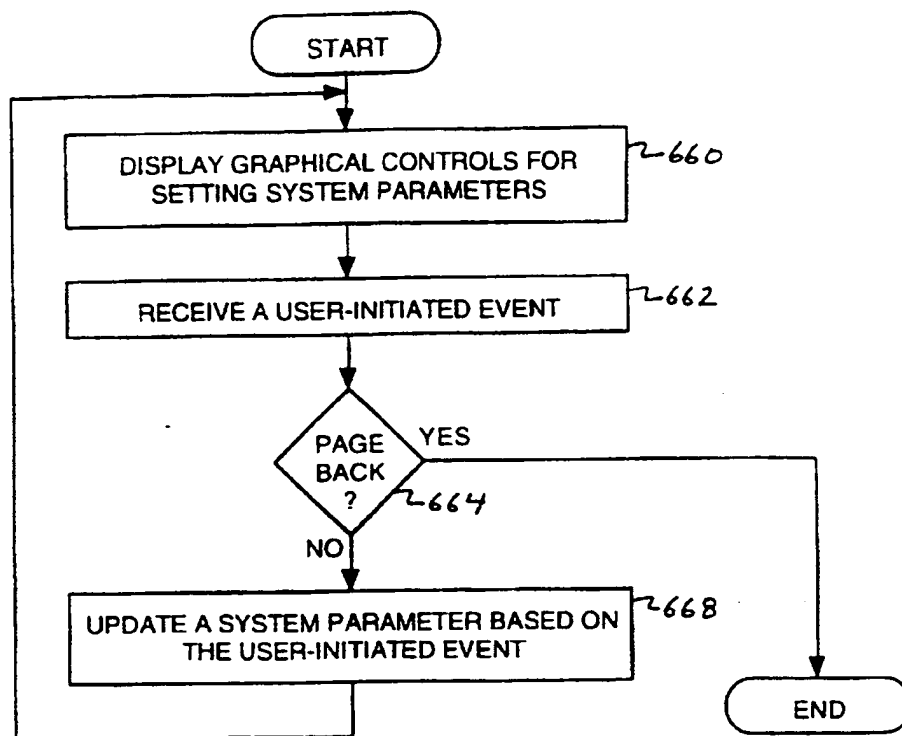 START
DISPLAY GRAPHICAL CONTROLS FOR
SETTING SYSTEM PARAMETERS
660
RECEIVE A USER-INITIATED EVENT
662
PAGE
BACK
?
YES
664
NO
UPDATE A SYSTEM PARAMETER BASED ON
THE USER-INITIATED EVENT
668
END